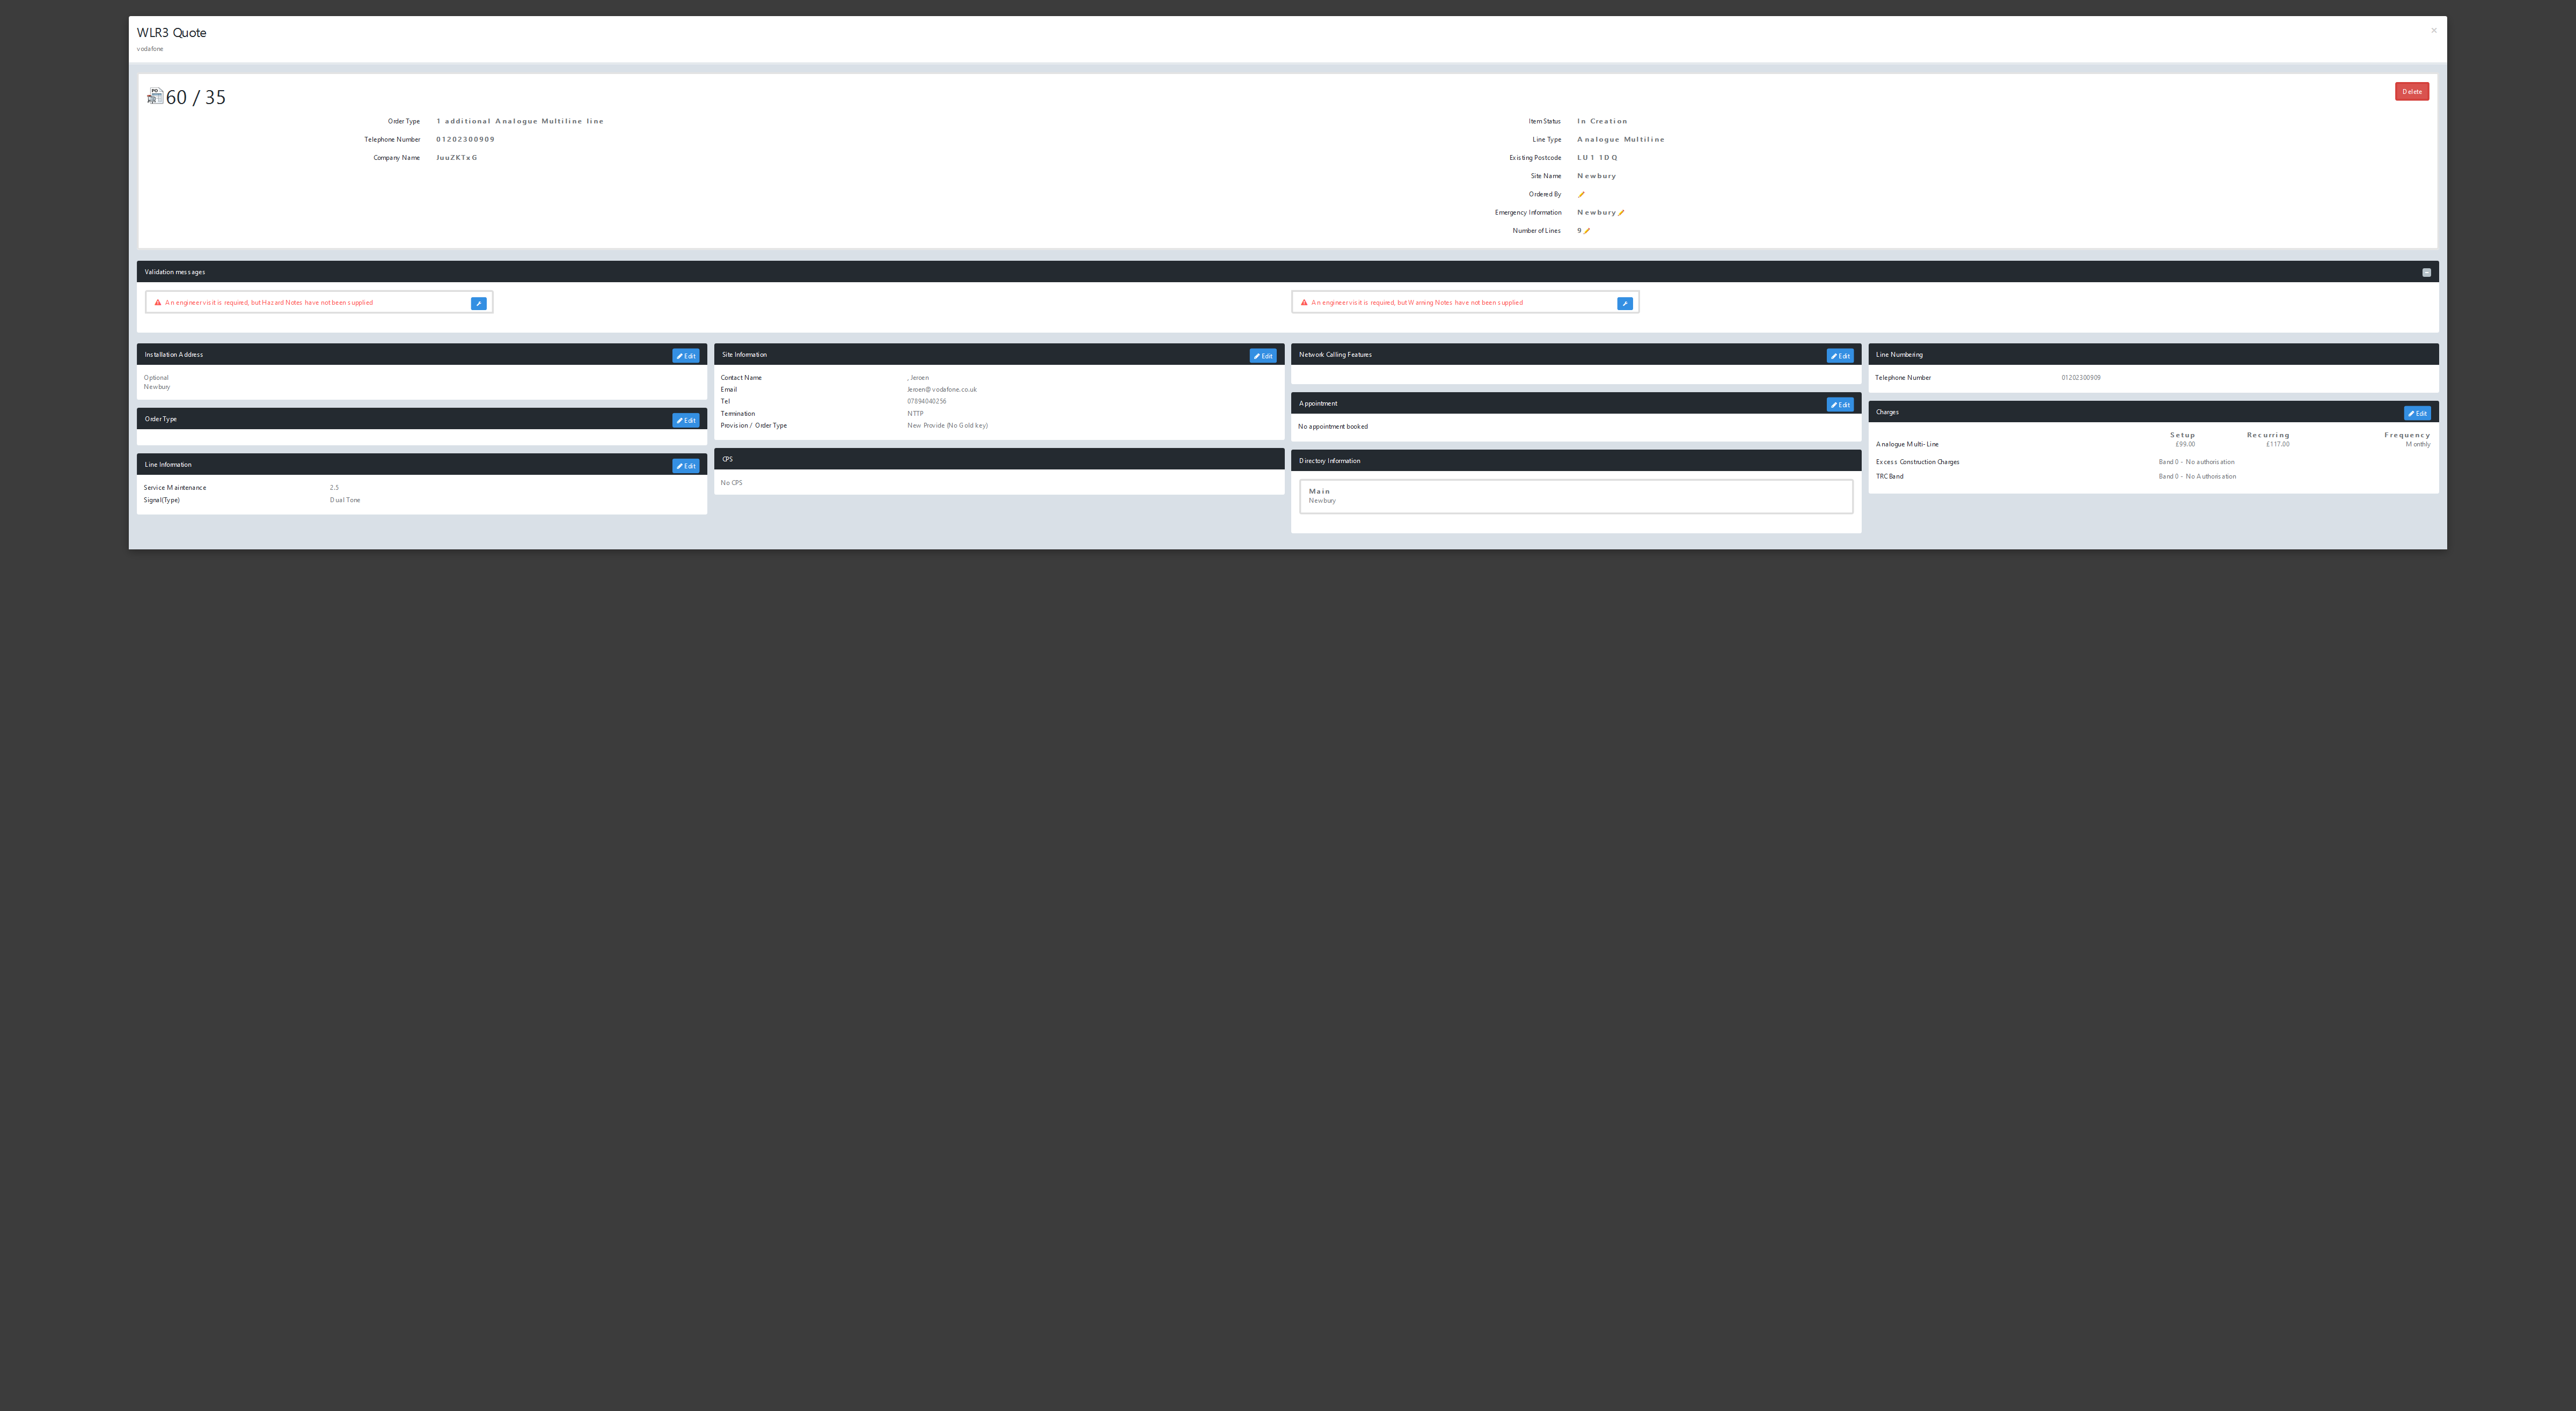 WLR3 Quote
×
vodafone
60 / 35
Delete
Order Type 1 additional Analogue Multiline line
Telephone Number 01202300909
Company Name JuuZKTxG
Item Status In Creation
Line Type Analogue Multiline
Existing Postcode LU1 1DQ
Site Name Newbury
Ordered By
Emergency Information Newbury
Number of Lines 9
Validation messages
An engineer visit is required, but Hazard Notes have not been supplied
An engineer visit is required, but Warning Notes have not been supplied
Installation Address Edit
Optional
Newbury
Order Type Edit
Line Information Edit
Service Maintenance 2.5
Signal(Type) Dual Tone
Site Information Edit
Contact Name , Jeroen
Email Jeroen@vodafone.co.uk
Tel 07894040256
Termination NTTP
Provision / Order Type New Provide (No Gold key)
CPS
No CPS
Network Calling Features Edit
Appointment Edit
No appointment booked
Directory Information
Main
Newbury
Line Numbering
Telephone Number 01202300909
Charges Edit
Setup Recurring Frequency
Analogue Multi-Line £99.00 £117.00 Monthly
Excess Construction Charges Band 0 - No authorisation
TRC Band Band 0 - No Authorisation